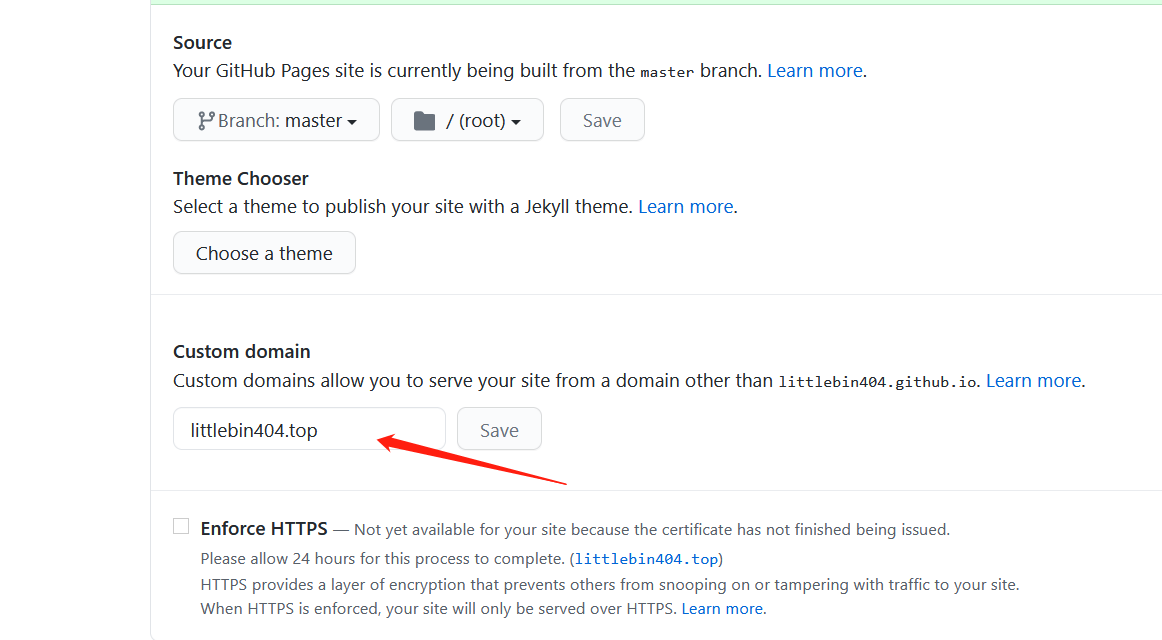 Source
Your GitHub Pages site is currently being built from the master branch. Learn more.
Branch: master / (root) Save
Theme Chooser
Select a theme to publish your site with a Jekyll theme. Learn more.
Choose a theme
Custom domain
Custom domains allow you to serve your site from a domain other than littlebin404.github.io. Learn more.
littlebin404.top Save
Enforce HTTPS — Not yet available for your site because the certificate has not finished being issued.
Please allow 24 hours for this process to complete. (littlebin404.top)
HTTPS provides a layer of encryption that prevents others from snooping on or tampering with traffic to your site.
When HTTPS is enforced, your site will only be served over HTTPS. Learn more.